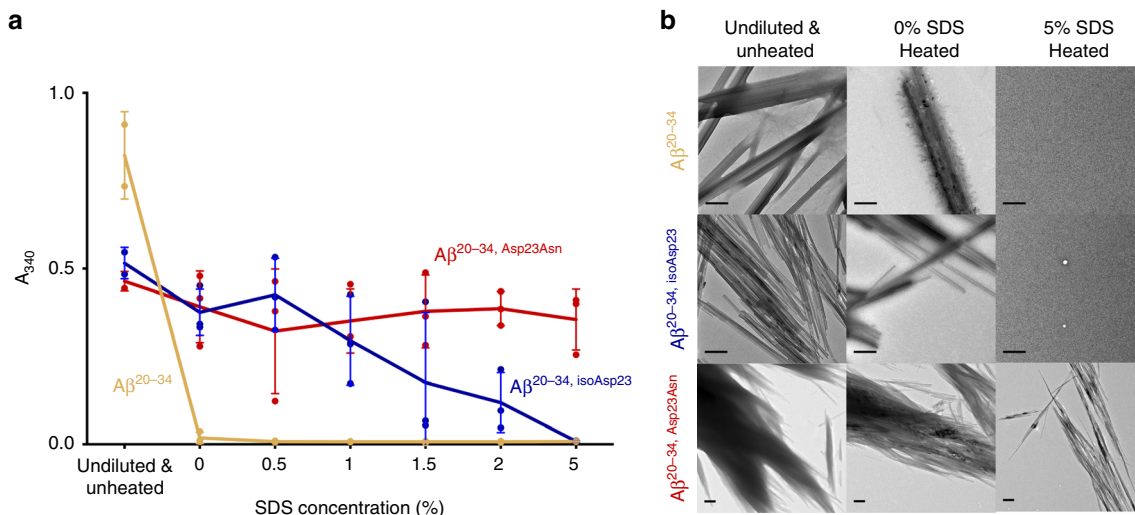 a
1.0
0.5
0.0
A₃₄₀
Aβ²⁰⁻³⁴
Aβ²⁰⁻³⁴, Asp23Asn
Aβ²⁰⁻³⁴, isoAsp23
Undiluted &
unheated
0 0.5 1 1.5 2 5
SDS concentration (%)
b
Undiluted &
unheated
0% SDS
Heated
5% SDS
Heated
Aβ²⁰⁻³⁴
Aβ²⁰⁻³⁴, isoAsp23
Aβ²⁰⁻³⁴, Asp23Asn